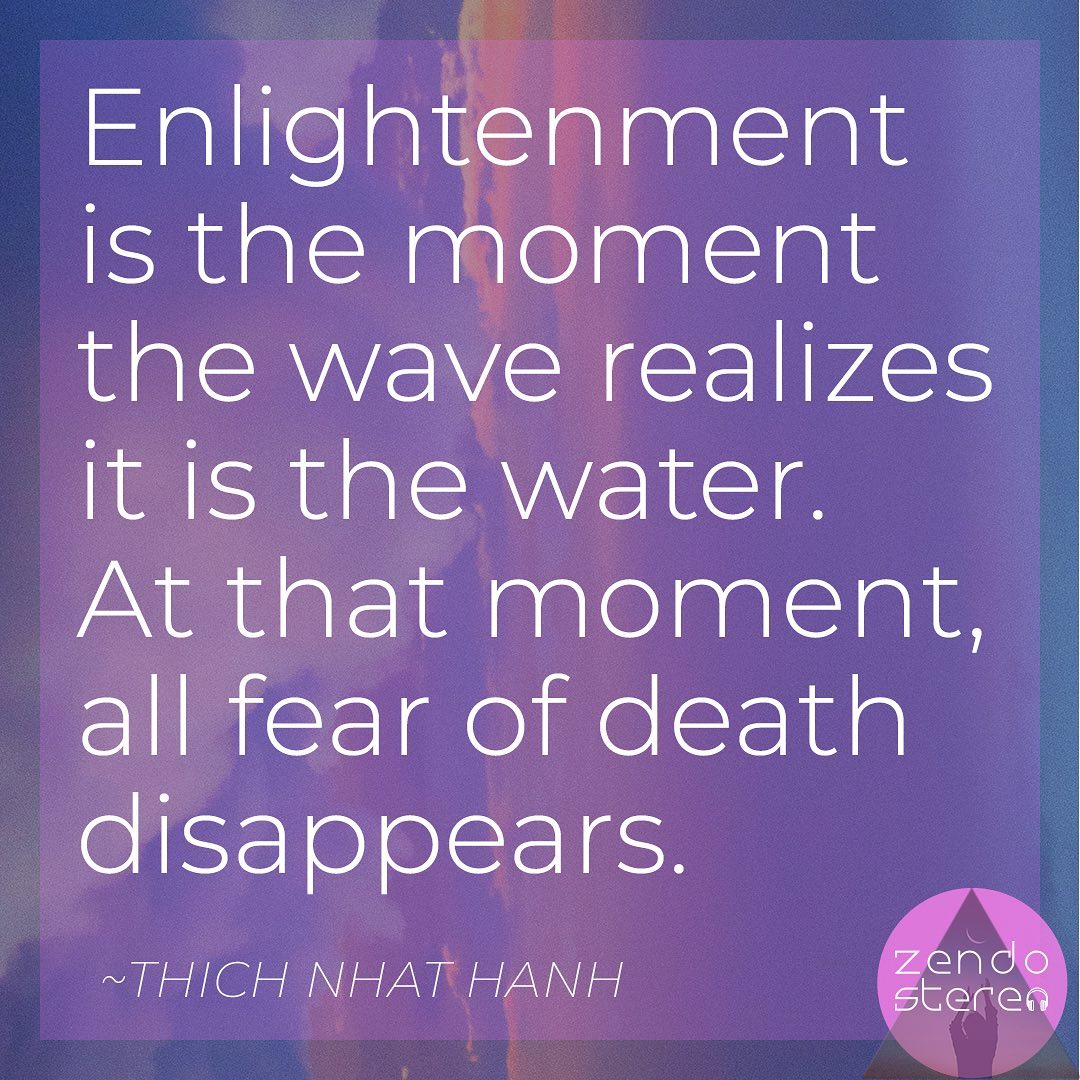 Enlightenment
is the moment
the wave realizes
it is the water.
At that moment,
all fear of death
disappears.
~THICH NHAT HANH
zendo
stereo